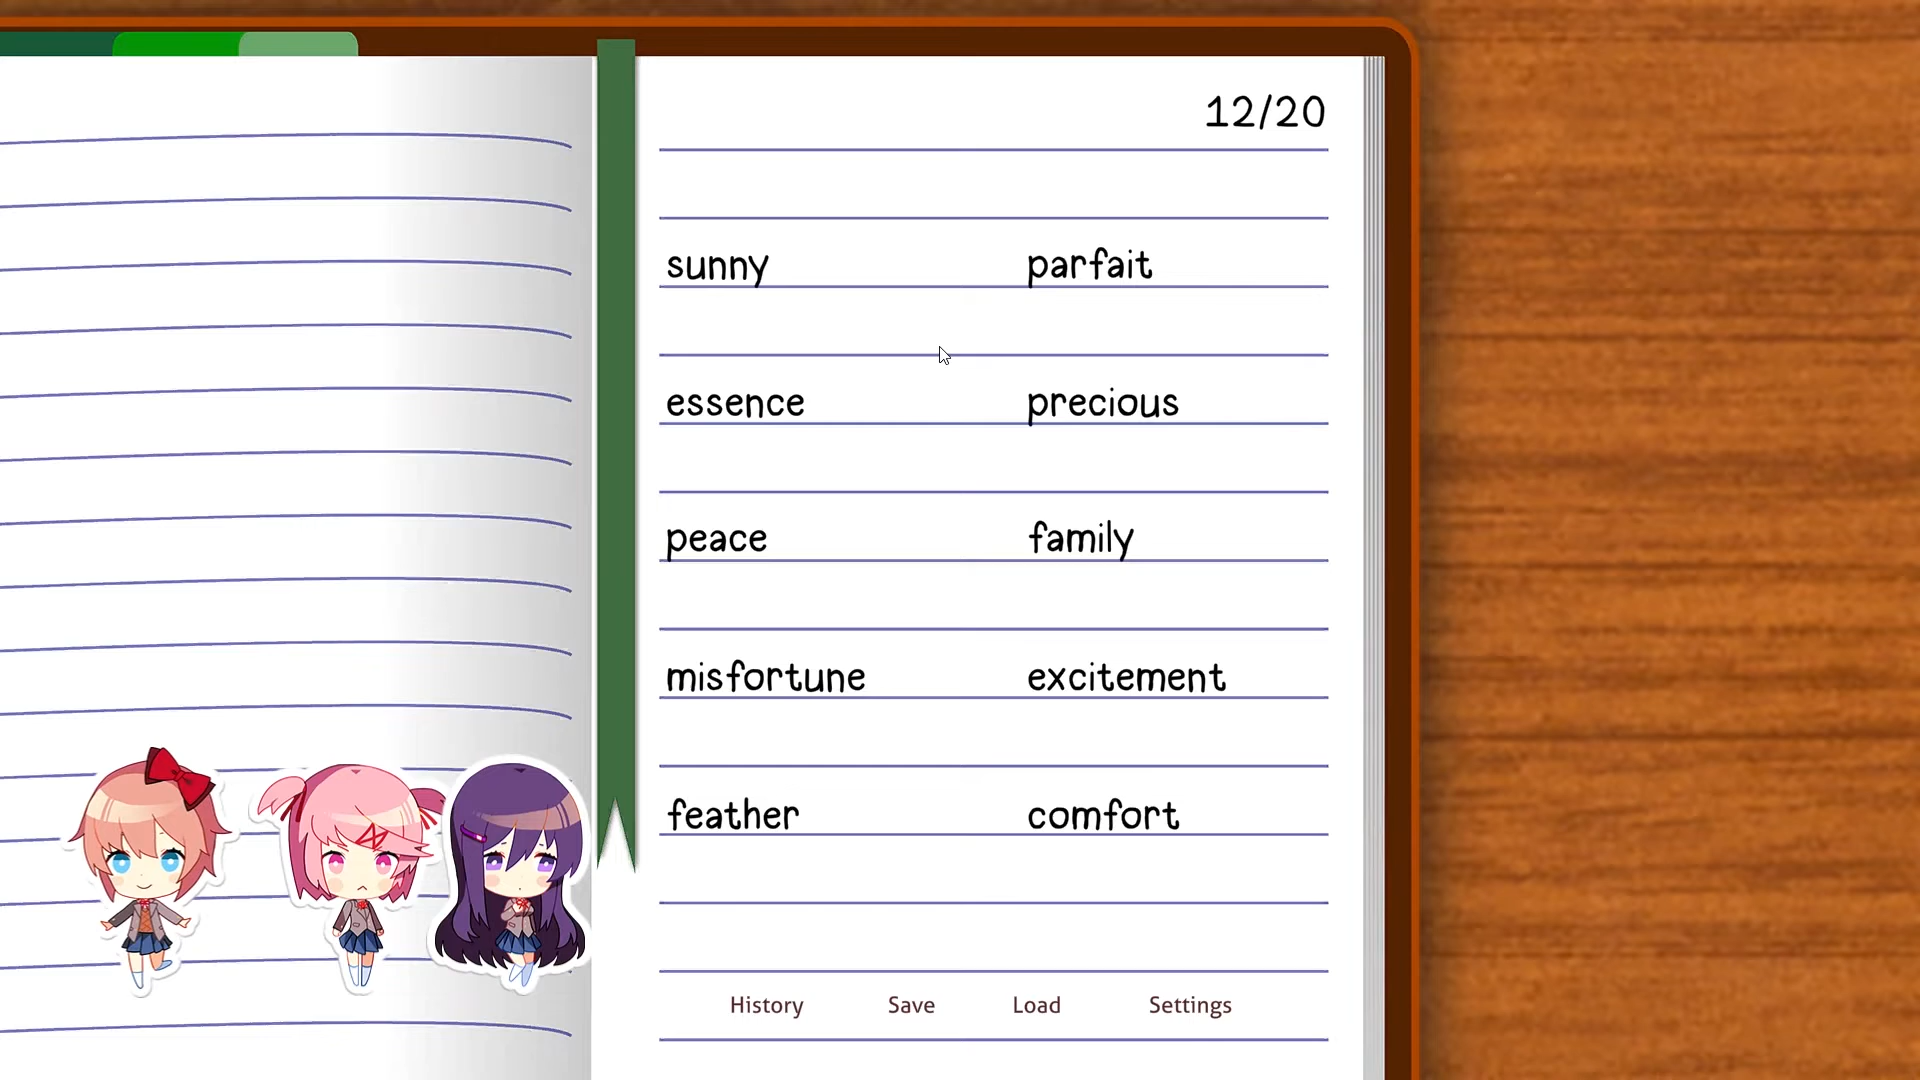 12/20
sunny parfait
essence precious
peace family
misfortune excitement
feather comfort
History Save Load Settings